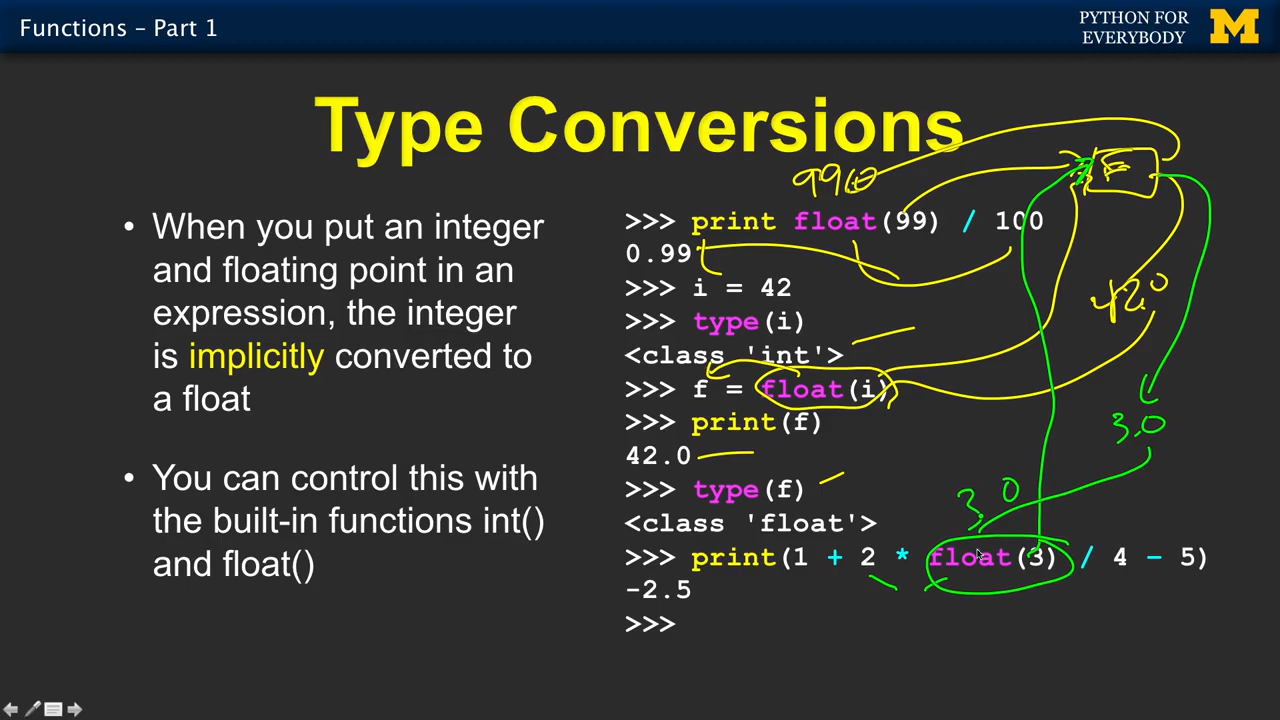 Functions – Part 1
PYTHON FOR
EVERYBODY
M
Type Conversions
• When you put an integer
and floating point in an
expression, the integer
is implicitly converted to
a float
• You can control this with
the built-in functions int()
and float()
>>> print float(99) / 100
0.99
>>> i = 42
>>> type(i)
<class 'int'>
>>> f = float(i)
>>> print(f)
42.0
>>> type(f)
<class 'float'>
>>> print(1 + 2 * float(3) / 4 - 5)
-2.5
>>>
99.0
F
42.0
3.0
3.0